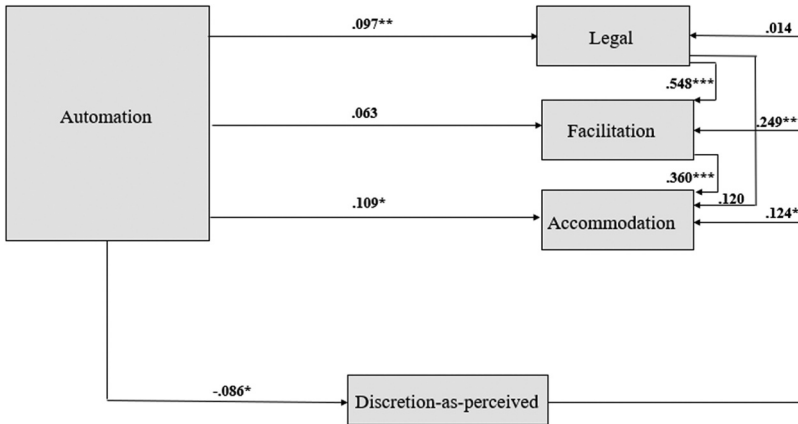 .097**
Legal
.014
.548***
Automation
.063
Facilitation
.249**
.360***
.120
.109*
Accommodation
.124*
-.086*
Discretion-as-perceived